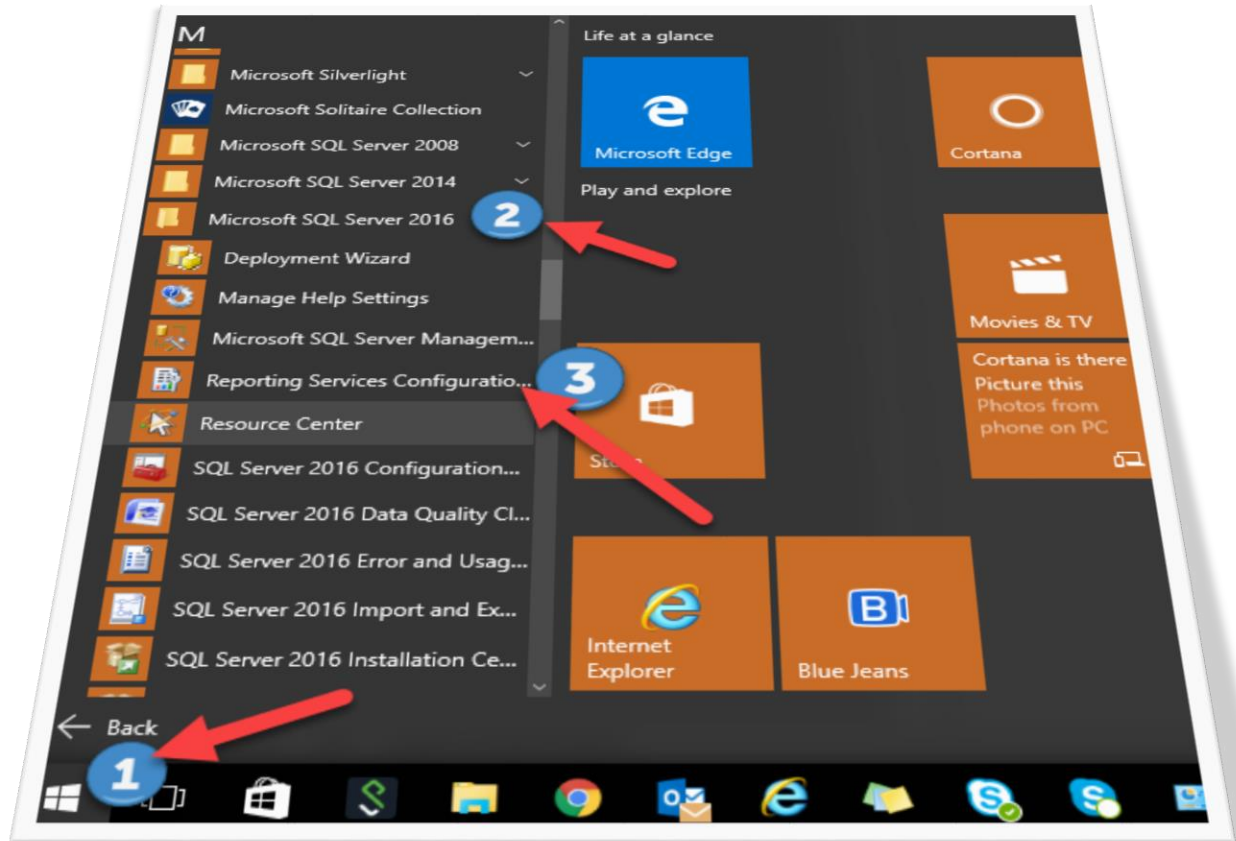 M
Microsoft Silverlight
Microsoft Solitaire Collection
Microsoft SQL Server 2008
Microsoft SQL Server 2014
Microsoft SQL Server 2016
2
Deployment Wizard
Manage Help Settings
Microsoft SQL Server Managem...
Reporting Services Configuratio...
3
Resource Center
SQL Server 2016 Configuration...
SQL Server 2016 Data Quality Cl...
SQL Server 2016 Error and Usag...
SQL Server 2016 Import and Ex...
SQL Server 2016 Installation Ce...
Back
1
Life at a glance
Microsoft Edge
Cortana
Play and explore
Movies & TV
Store
Cortana is there
Picture this
Photos from
phone on PC
Internet
Explorer
B
Blue Jeans